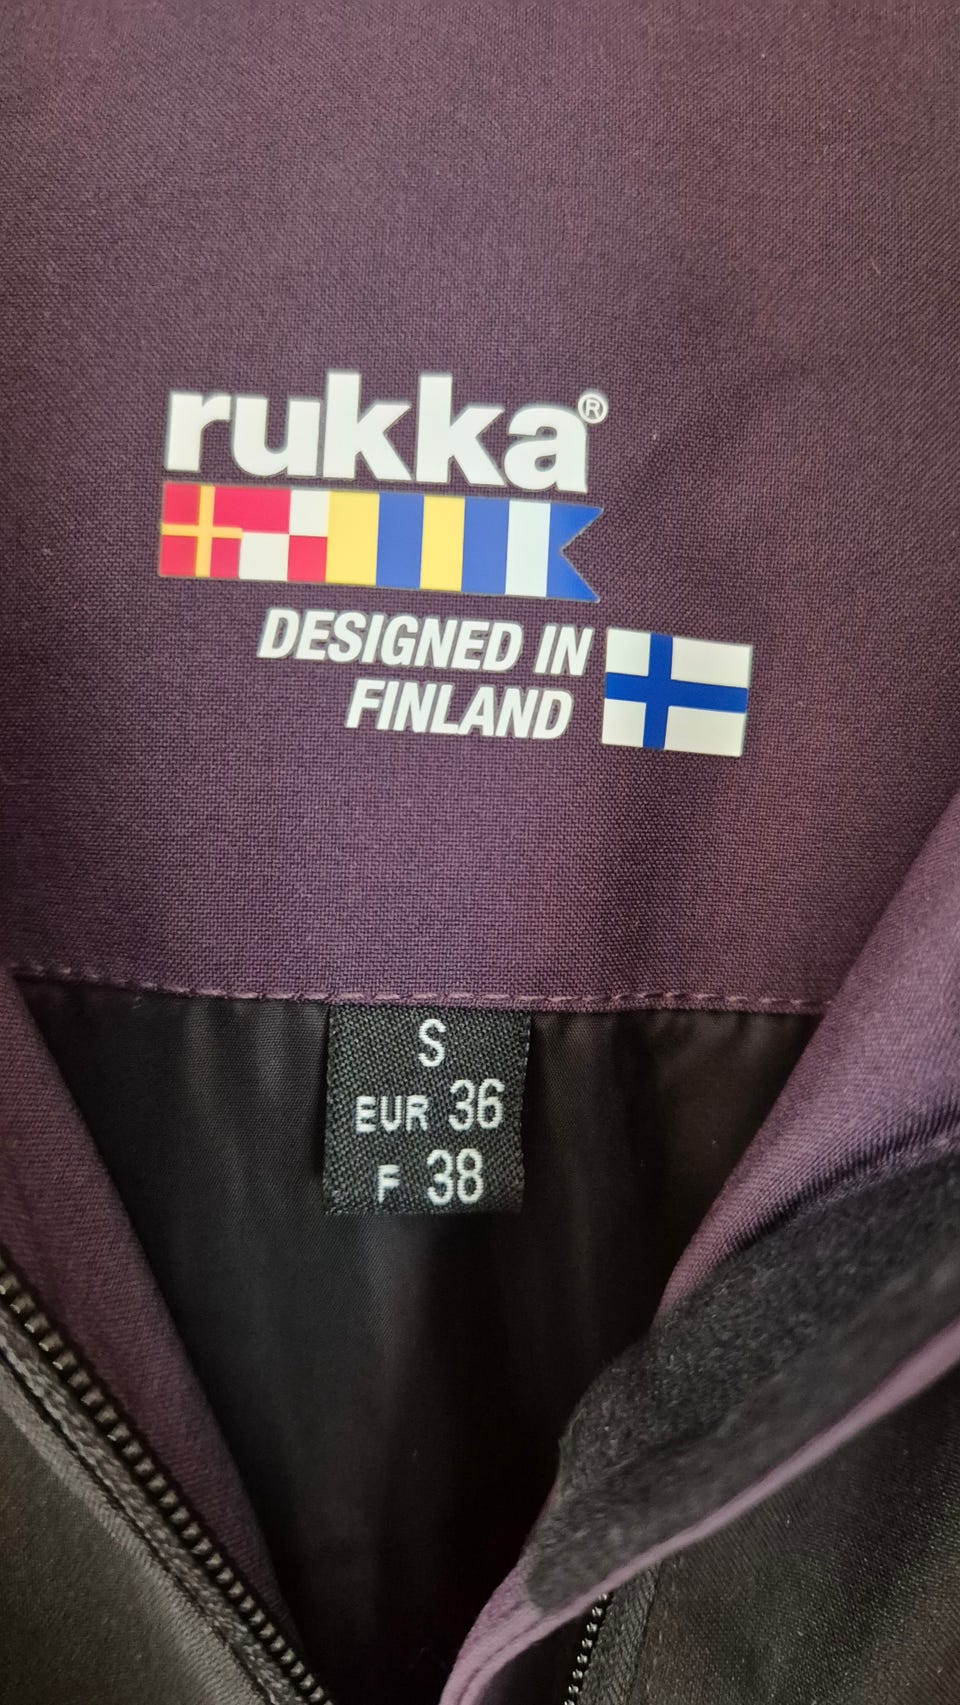 rukka®
DESIGNED IN
FINLAND
S
EUR 36
F 38